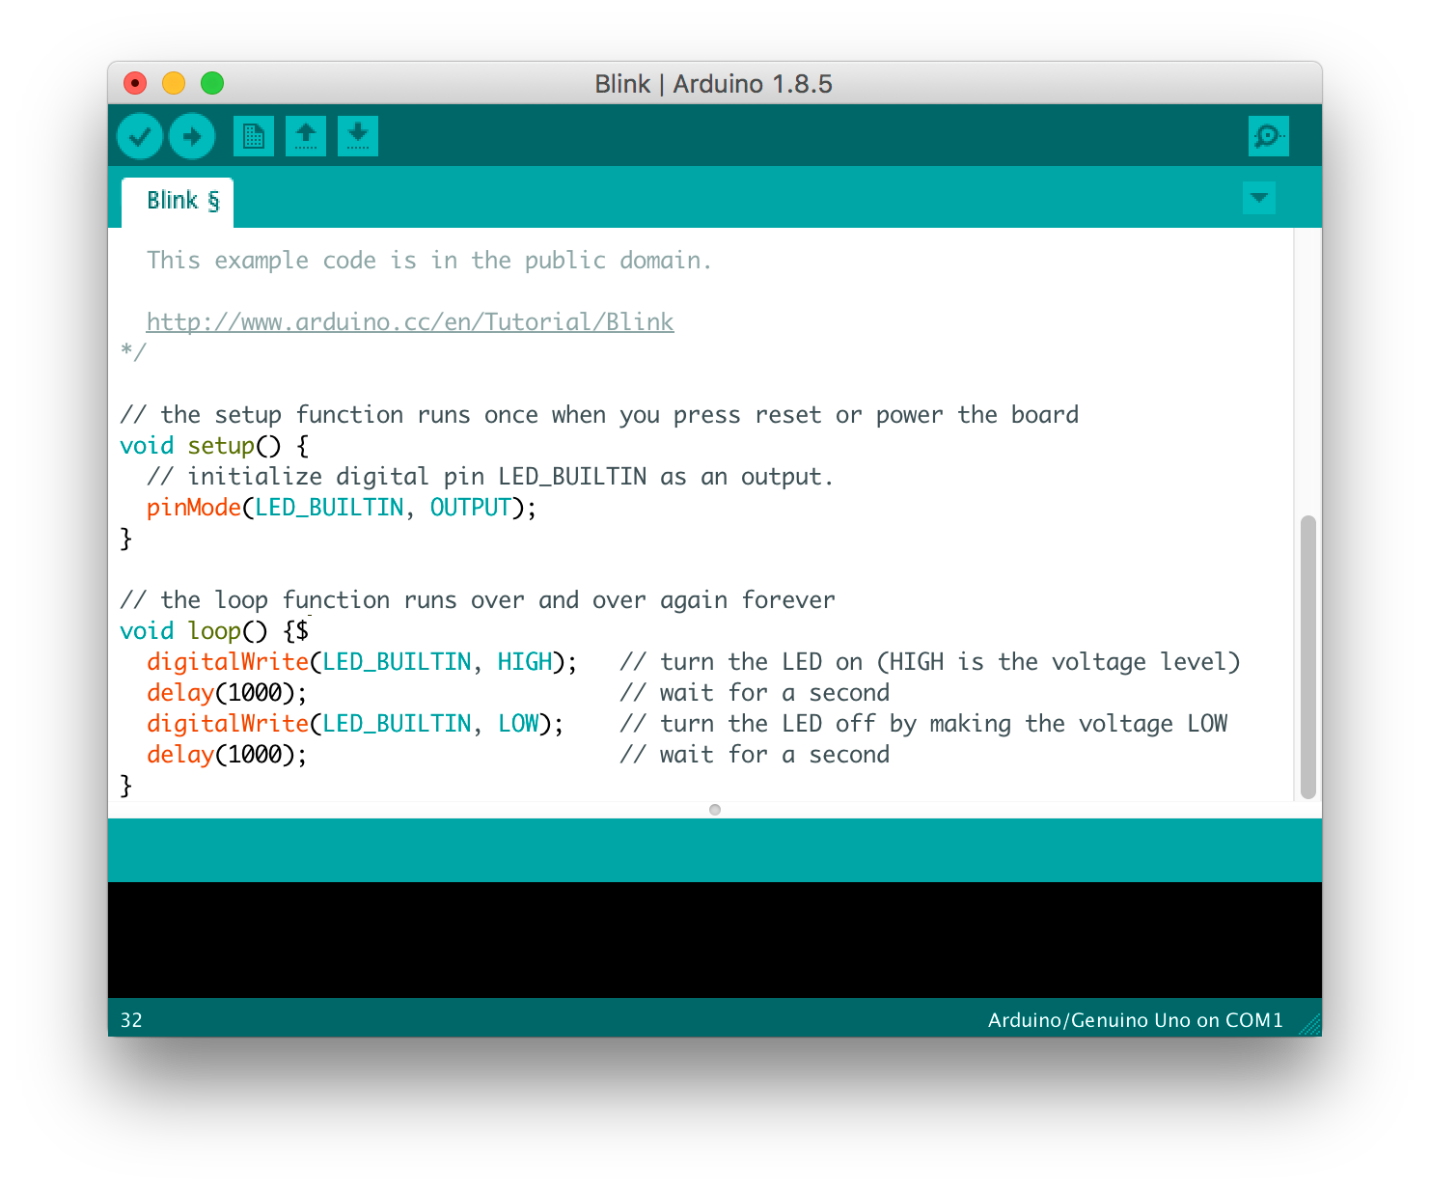 Blink | Arduino 1.8.5
Blink §
This example code is in the public domain.
http://www.arduino.cc/en/Tutorial/Blink
*/
// the setup function runs once when you press reset or power the board
void setup() {
// initialize digital pin LED_BUILTIN as an output.
pinMode(LED_BUILTIN, OUTPUT);
}
// the loop function runs over and over again forever
void loop() {$
digitalWrite(LED_BUILTIN, HIGH);   // turn the LED on (HIGH is the voltage level)
delay(1000);                       // wait for a second
digitalWrite(LED_BUILTIN, LOW);    // turn the LED off by making the voltage LOW
delay(1000);                       // wait for a second
}
32
Arduino/Genuino Uno on COM1